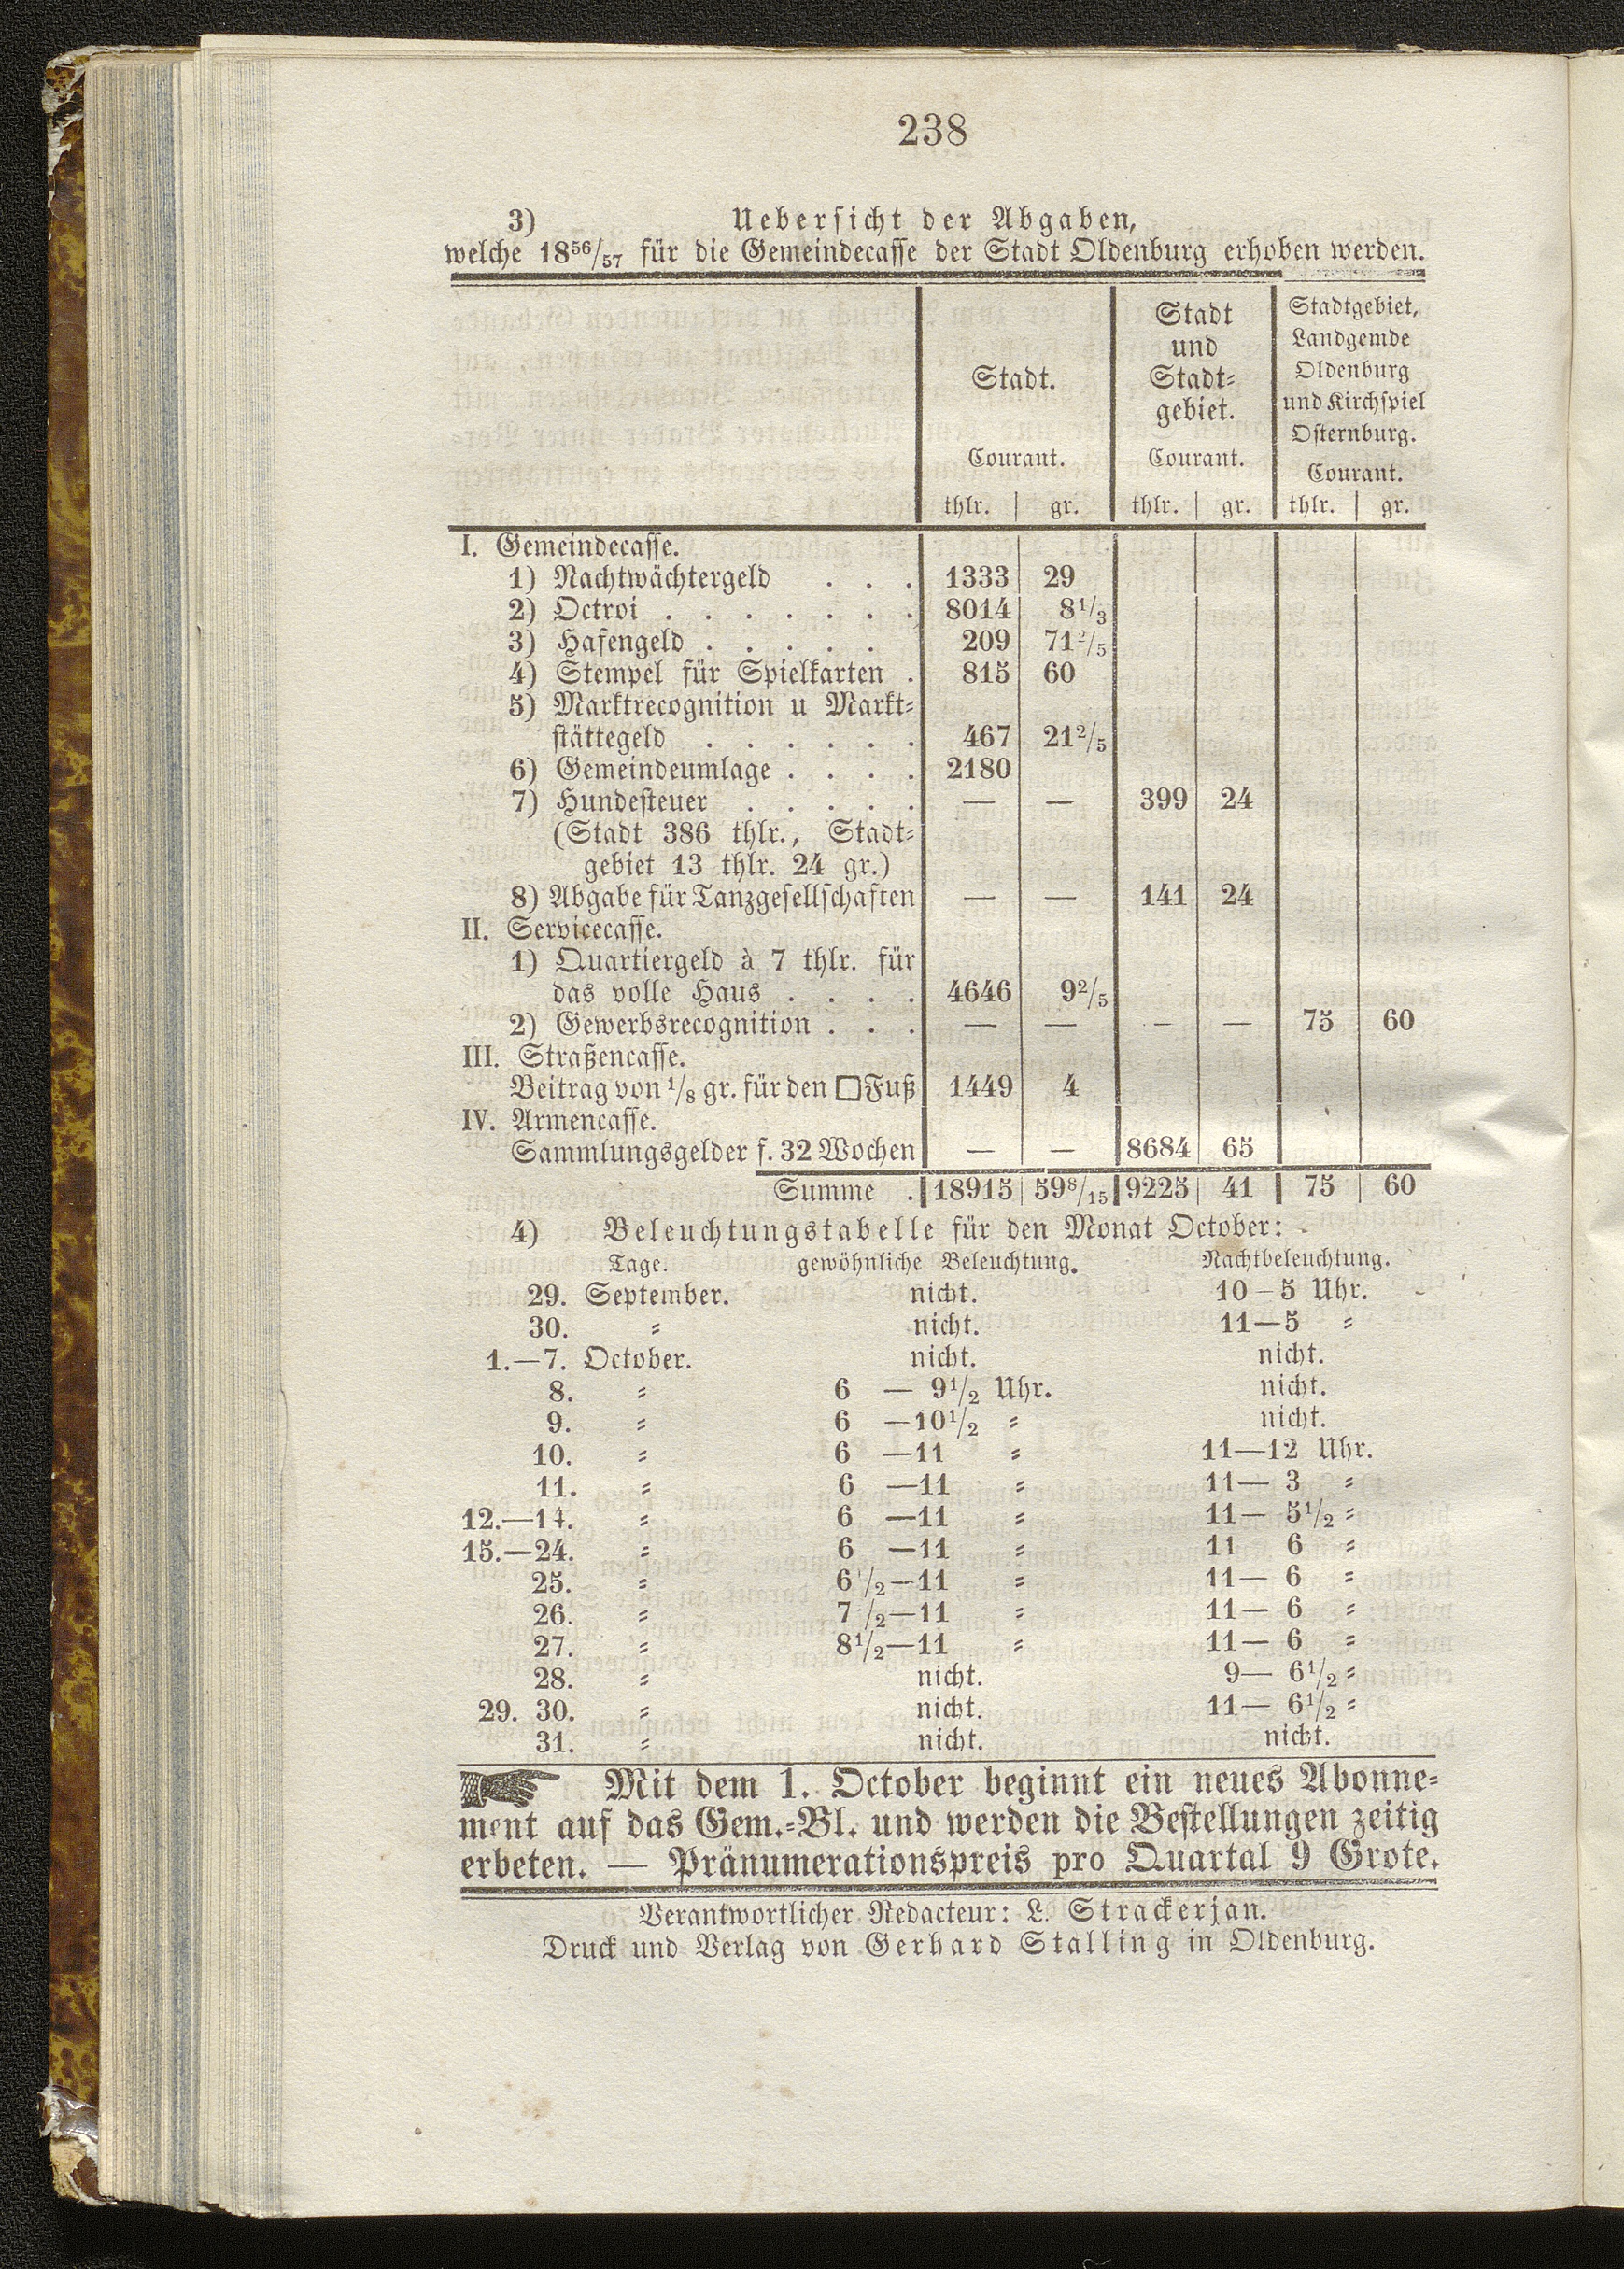 238
3) Uebersicht der Abgaben,
welche 18⁵⁶/₅₇ für die Gemeindecasse der Stadt Oldenburg erhoben werden.
Stadt. Courant. thlr. | gr.
Stadt und Stadt= gebiet. Courant. thlr. | gr.
Stadtgebiet, Landgemde Oldenburg und Kirchspiel Osternburg. Courant. thlr. | gr.
I. Gemeindecasse.
1) Nachtwächtergeld . . . 1333 29
2) Octroi . . . . . . . 8014 8¹/₃
3) Hafengeld . . . . . 209 71²/₅
4) Stempel für Spielkarten . 815 60
5) Marktrecognition u Markt=
stättegeld . . . . . . 467 21²/₅
6) Gemeindeumlage . . . . 2180
7) Hundesteuer . . . . . — — 399 24
(Stadt 386 thlr., Stadt=
gebiet 13 thlr. 24 gr.)
8) Abgabe für Tanzgesellschaften — — 141 24
II. Servicecasse.
1) Quartiergeld à 7 thlr. für
das volle Haus . . . . 4646 9²/₅
2) Gewerbsrecognition . . . — — — — 75 60
III. Straßencasse.
Beitrag von ¹/₈ gr. für den □Fuß 1449 4
IV. Armencasse.
Sammlungsgelder f. 32 Wochen — — 8684 65
Summe . 18915 59⁸/₁₅ 9225 41 75 60
4) Beleuchtungstabelle für den Monat October:
Tage. gewöhnliche Beleuchtung. Nachtbeleuchtung.
29. September. nicht. 10–5 Uhr.
30. = nicht. 11—5 =
1.—7. October. nicht. nicht.
8. = 6 — 9¹/₂ Uhr. nicht.
9. = 6 —10¹/₂ = nicht.
10. = 6 —11 = 11—12 Uhr.
11. = 6 —11 = 11— 3 =
12.—14. = 6 —11 = 11— 5¹/₂ =
15.—24. = 6 —11 = 11 6 =
25. = 6¹/₂—11 = 11— 6 =
26. = 7¹/₂—11 = 11— 6 =
27. = 8¹/₂—11 = 11— 6 =
28. = nicht. 9— 6¹/₂ =
29. 30. = nicht. 11— 6¹/₂ =
31. = nicht. nicht.
☛ Mit dem 1. October beginnt ein neues Abonne=
ment auf das Gem.=Bl. und werden die Bestellungen zeitig
erbeten. — Pränumerationspreis pro Quartal 9 Grote.
Verantwortlicher Redacteur: L. Strackerjan.
Druck und Verlag von Gerhard Stalling in Oldenburg.